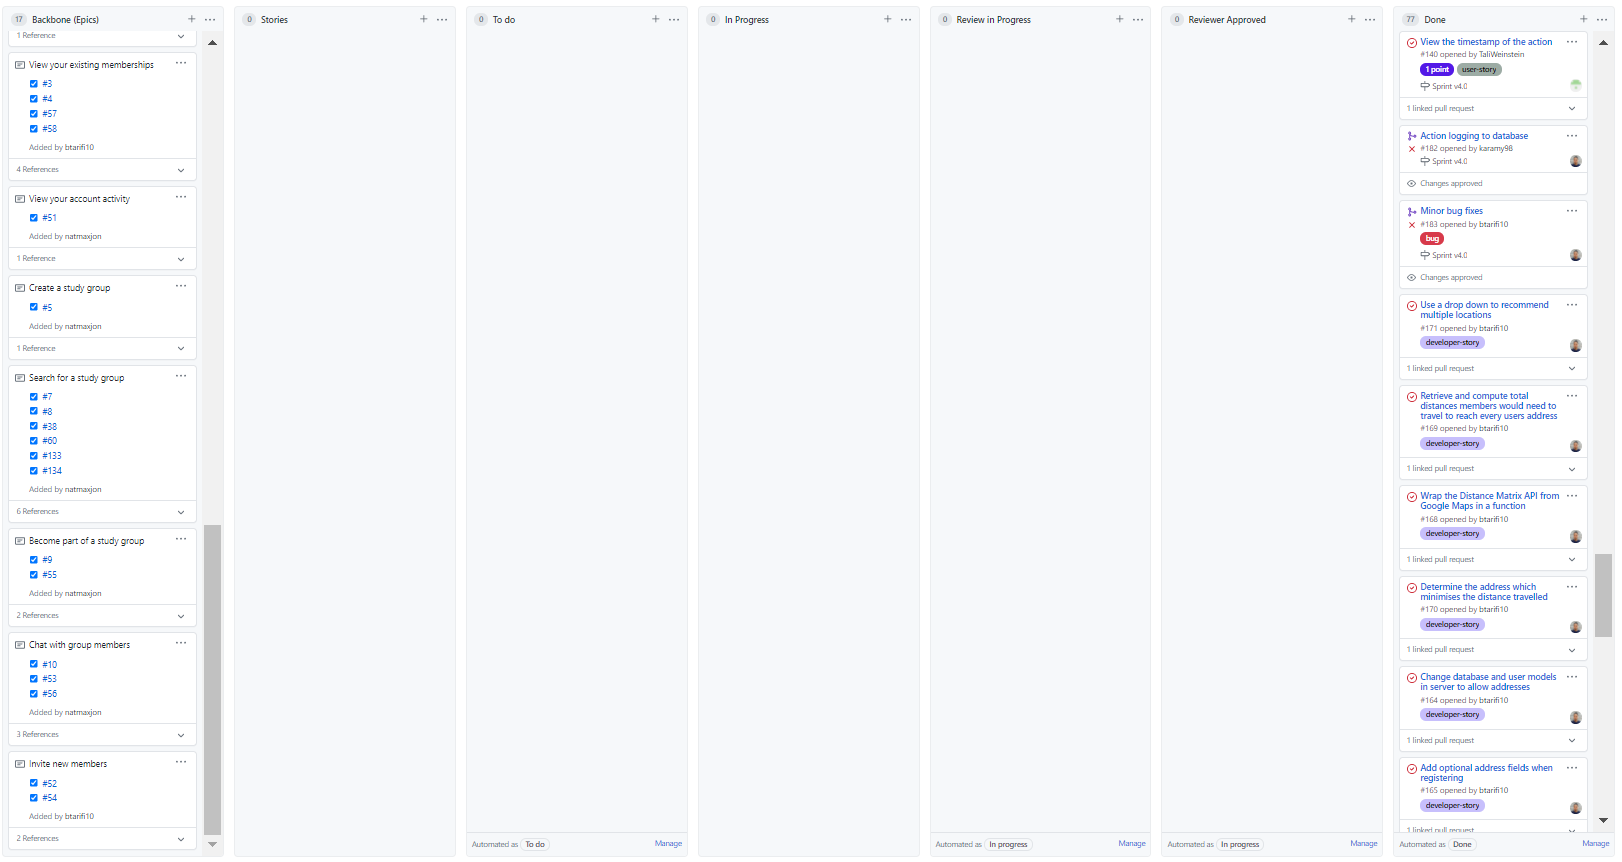 17 Backbone (Epics)
1 Reference
View your existing memberships
#3
#4
#57
#58
Added by btarifi10
4 References
View your account activity
#51
Added by natmaxjon
1 Reference
Create a study group
#5
Added by natmaxjon
1 Reference
Search for a study group
#7
#8
#38
#60
#133
#134
Added by natmaxjon
6 References
Become part of a study group
#9
#55
Added by natmaxjon
2 References
Chat with group members
#10
#53
#56
Added by natmaxjon
3 References
Invite new members
#52
#54
Added by btarifi10
2 References
0 Stories
0 To do
Automated as To do Manage
0 In Progress
0 Review in Progress
Automated as In progress Manage
0 Reviewer Approved
Automated as In progress Manage
77 Done
View the timestamp of the action
#140 opened by TaliWeinstein
1 point user-story
Sprint v4.0
1 linked pull request
Action logging to database
#182 opened by karamy98
Sprint v4.0
Changes approved
Minor bug fixes
#183 opened by btarifi10
bug
Sprint v4.0
Changes approved
Use a drop down to recommend
multiple locations
#171 opened by btarifi10
developer-story
1 linked pull request
Retrieve and compute total
distances members would need to
travel to reach every users address
#169 opened by btarifi10
developer-story
1 linked pull request
Wrap the Distance Matrix API from
Google Maps in a function
#168 opened by btarifi10
developer-story
1 linked pull request
Determine the address which
minimises the distance travelled
#170 opened by btarifi10
developer-story
1 linked pull request
Change database and user models
in server to allow addresses
#164 opened by btarifi10
developer-story
1 linked pull request
Add optional address fields when
registering
#165 opened by btarifi10
developer-story
1 linked pull request
Automated as Done Manage